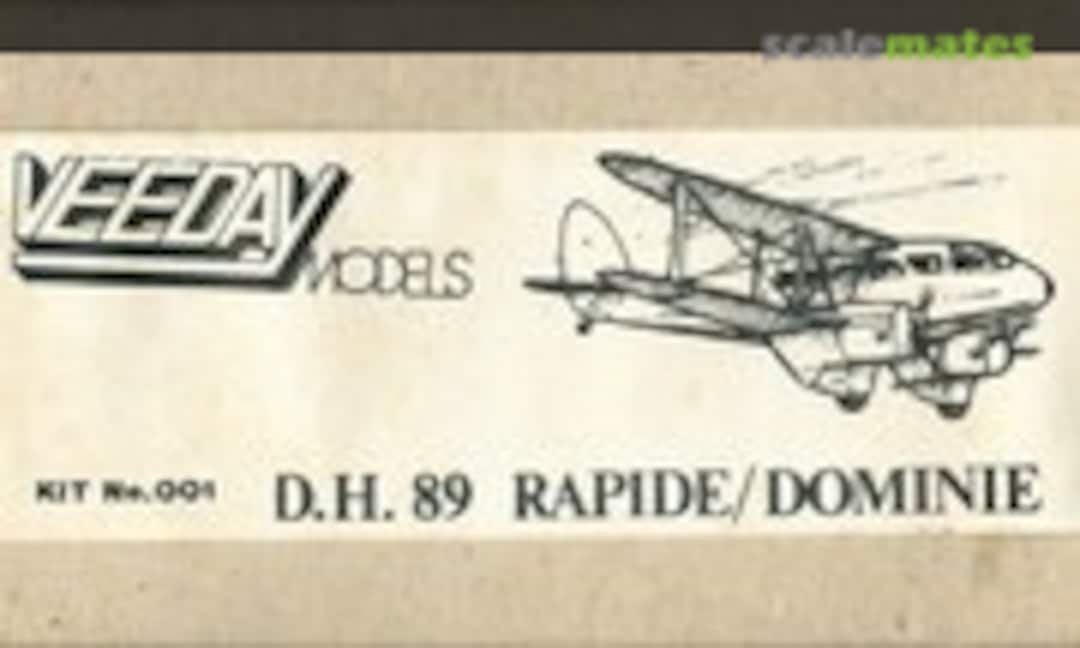 scalemates
VEEDAY
MODELS
KIT No. 001 D.H. 89 RAPIDE/DOMINIE